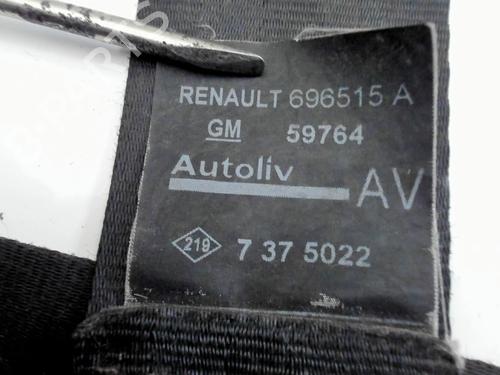 RENAULT 696515 A
GM 59764
Autoliv AV
219 7 37 5022